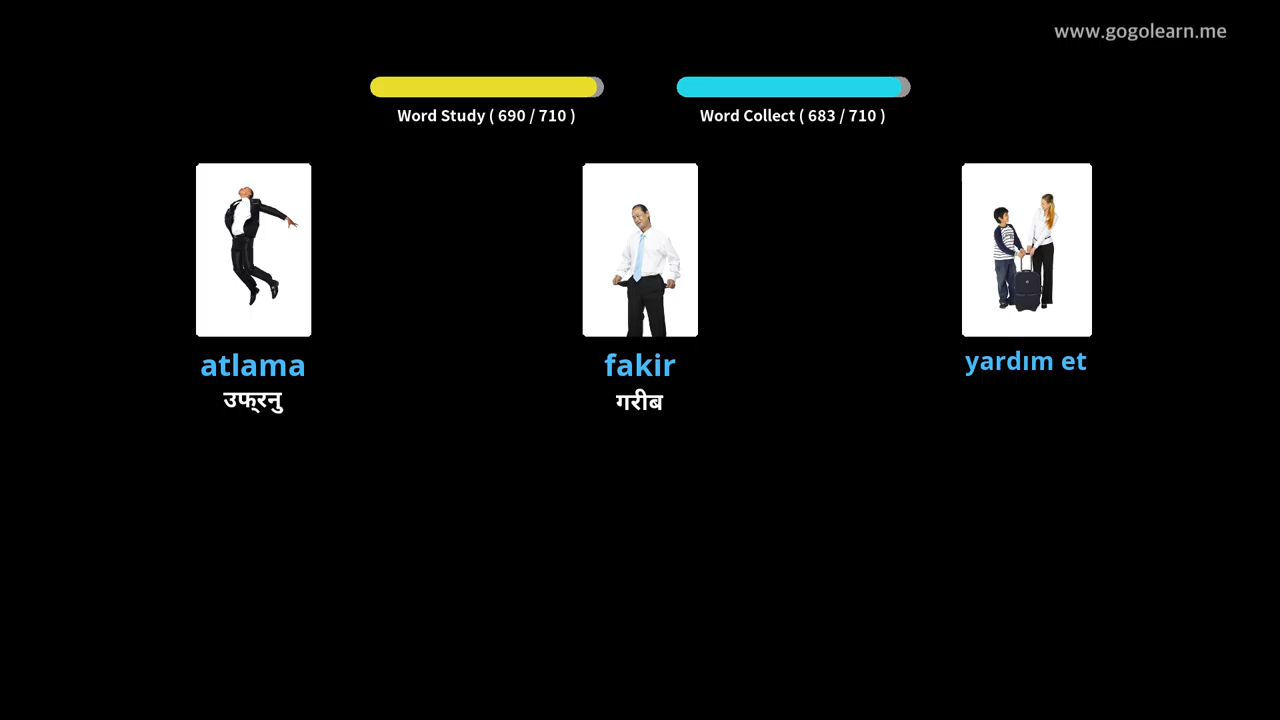 www.gogolearn.me
Word Study ( 690 / 710 )
Word Collect ( 683 / 710 )
atlama
fakir
yardım et
उफ्रनु
गरीब